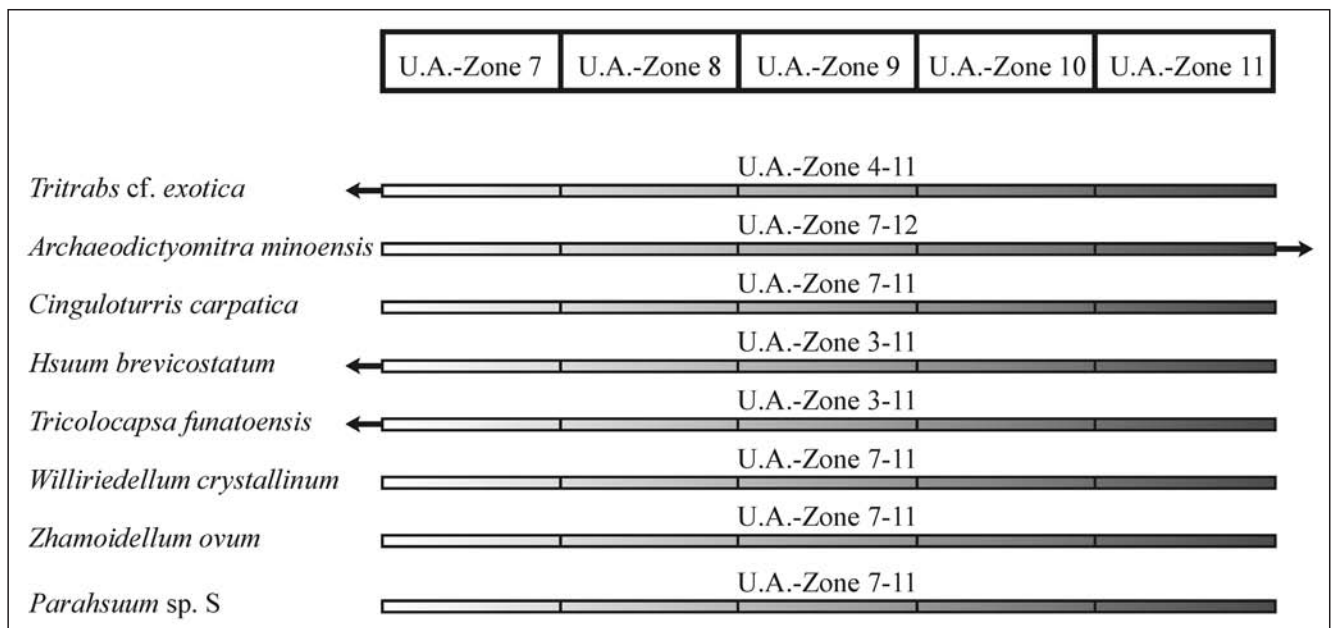 U.A.-Zone 7 U.A.-Zone 8 U.A.-Zone 9 U.A.-Zone 10 U.A.-Zone 11
U.A.-Zone 4-11
Tritrabs cf. exotica
U.A.-Zone 7-12
Archaeodictyomitra minoensis
U.A.-Zone 7-11
Cinguloturris carpatica
U.A.-Zone 3-11
Hsuum brevicostatum
U.A.-Zone 3-11
Tricolocapsa funatoensis
U.A.-Zone 7-11
Williriedellum crystallinum
U.A.-Zone 7-11
Zhamoidellum ovum
U.A.-Zone 7-11
Parahsuum sp. S